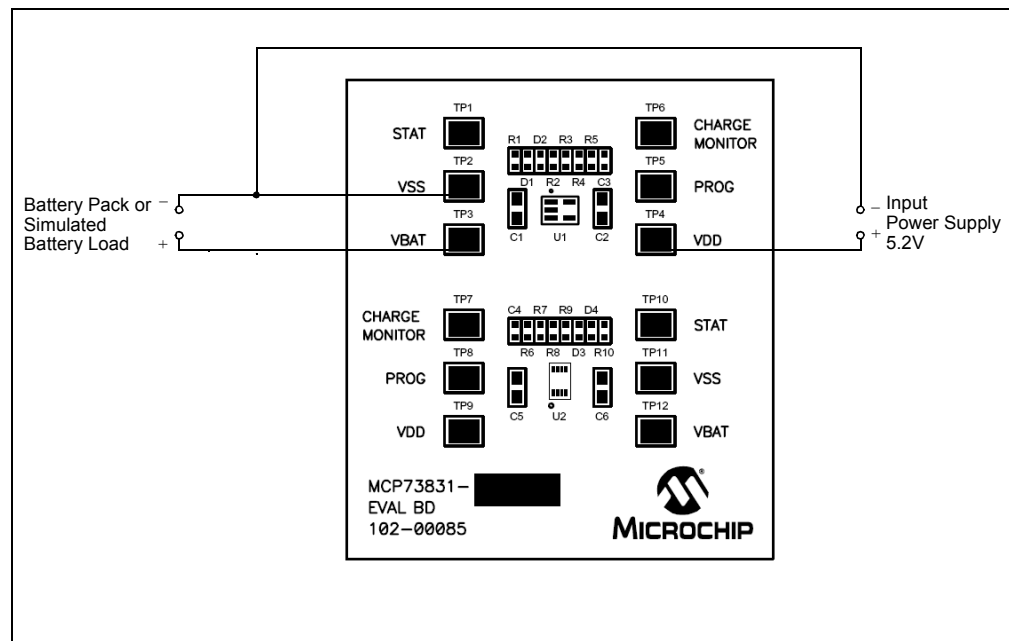 TP1
STAT
TP2
VSS
TP3
VBAT
R1 D2 R3 R5
D1 R2 R4 C3
C1 U1 C2
TP6
CHARGE
MONITOR
TP5
PROG
TP4
VDD
Battery Pack or
Simulated
Battery Load
−
+
− Input
Power Supply
+ 5.2V
TP7
CHARGE
MONITOR
TP8
PROG
TP9
VDD
C4 R7 R9 D4
R6 R8 D3 R10
C5 U2 C6
TP10
STAT
TP11
VSS
TP12
VBAT
MCP73831-
EVAL BD
102-00085
MICROCHIP
®